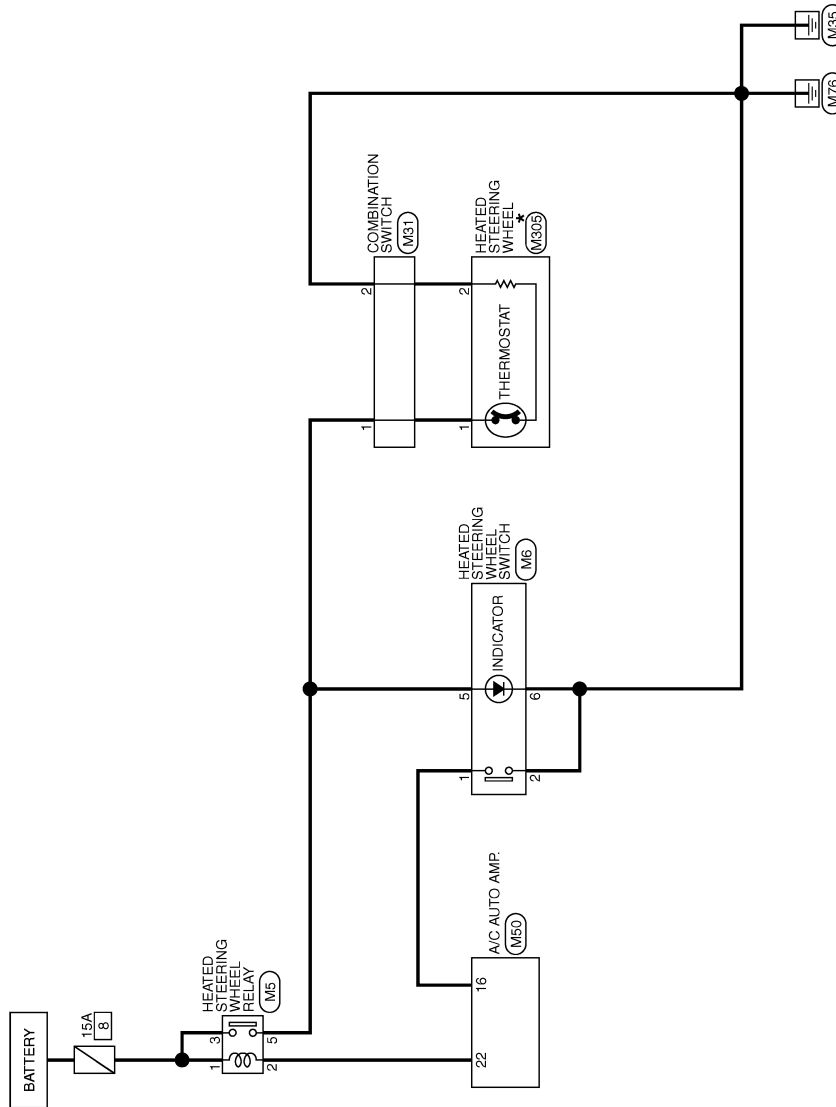 BATTERY
15A
8
HEATED
STEERING
WHEEL
RELAY
M5
1
3
2
5
A/C AUTO AMP.
M50
22
16
HEATED
STEERING
WHEEL
SWITCH
M6
1
5
INDICATOR
2
6
COMBINATION
SWITCH
M31
1
2
HEATED
STEERING
WHEEL
*
M305
1
2
THERMOSTAT
M76
M35